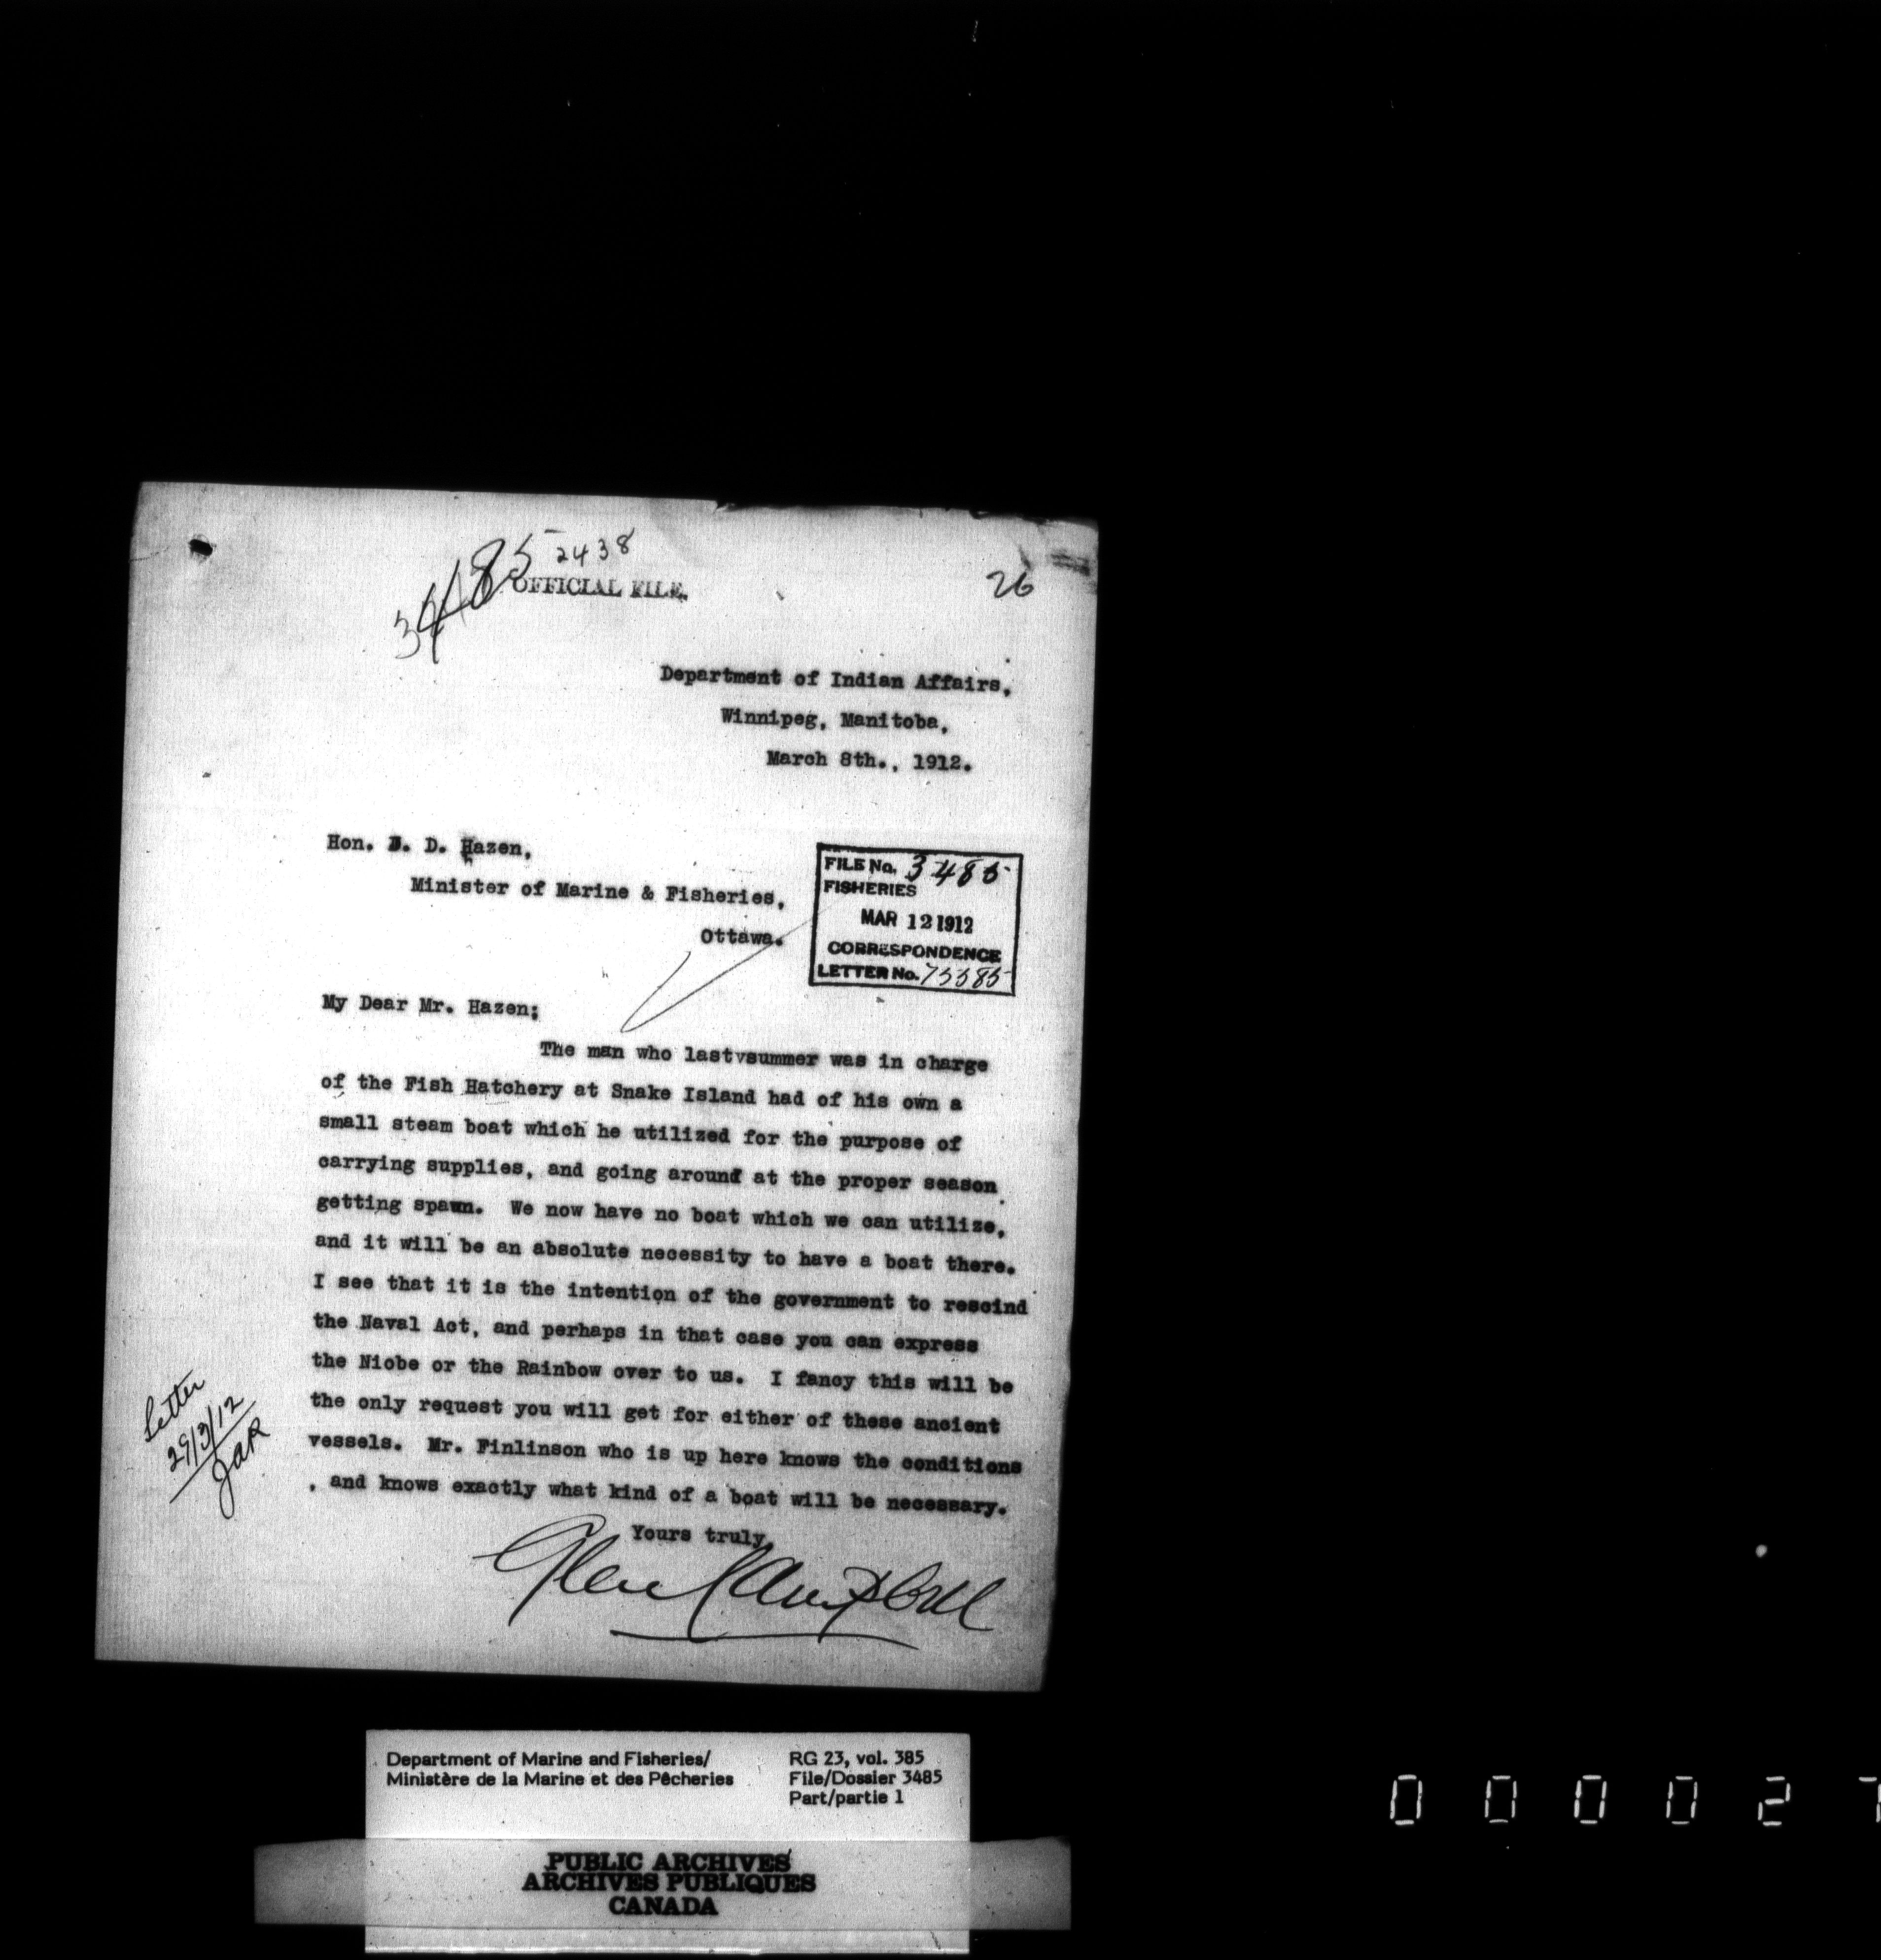 3485 2438
OFFICIAL FILE.
26
Department of Indian Affairs,
Winnipeg, Manitoba,
March 8th., 1912.
Hon. J. D. Hazen,
Minister of Marine & Fisheries,
Ottawa.
FILE No. 3485
FISHERIES
MAR 12 1912
CORRESPONDENCE
LETTER No.
My Dear Mr. Hazen;
The man who lastvsummer was in charge
of the Fish Hatchery at Snake Island had of his own a
small steam boat which he utilized for the purpose of
carrying supplies, and going around at the proper season
getting spawn. We now have no boat which we can utilize,
and it will be an absolute necessity to have a boat there.
I see that it is the intention of the government to rescind
the Naval Act, and perhaps in that case you can express
the Niobe or the Rainbow over to us. I fancy this will be
the only request you will get for either of these ancient
vessels. Mr. Finlinson who is up here knows the conditions
, and knows exactly what kind of a boat will be necessary.
Yours truly,
Glen Campbell
Letter
29/3/12
JAR
Department of Marine and Fisheries/
Ministère de la Marine et des Pêcheries
RG 23, vol. 385
File/Dossier 3485
Part/partie 1
PUBLIC ARCHIVES
ARCHIVES PUBLIQUES
CANADA
0 0 0 0 2 7